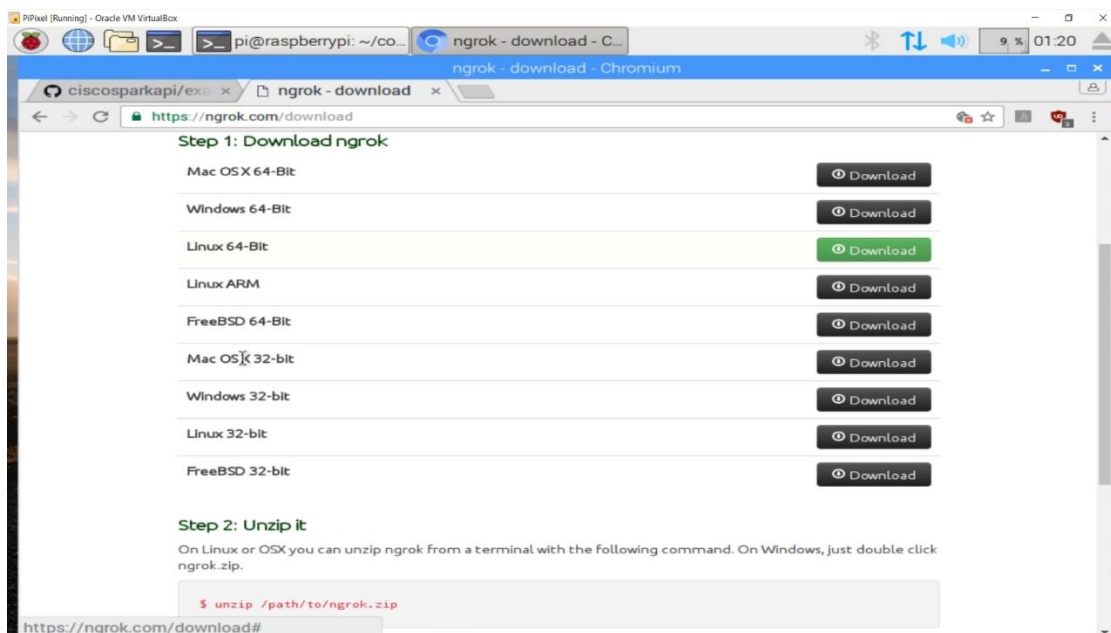 PiPixel [Running] - Oracle VM VirtualBox
pi@raspberrypi: ~/co... ngrok - download - C... 9 % 01:20
ngrok - download - Chromium
ciscosparkapi/exa ngrok - download
https://ngrok.com/download
Step 1: Download ngrok
Mac OS X 64-Bit Download
Windows 64-Bit Download
Linux 64-Bit Download
Linux ARM Download
FreeBSD 64-Bit Download
Mac OS X 32-bit Download
Windows 32-bit Download
Linux 32-bit Download
FreeBSD 32-bit Download
Step 2: Unzip it
On Linux or OSX you can unzip ngrok from a terminal with the following command. On Windows, just double click
ngrok.zip.
$ unzip /path/to/ngrok.zip
https://ngrok.com/download#